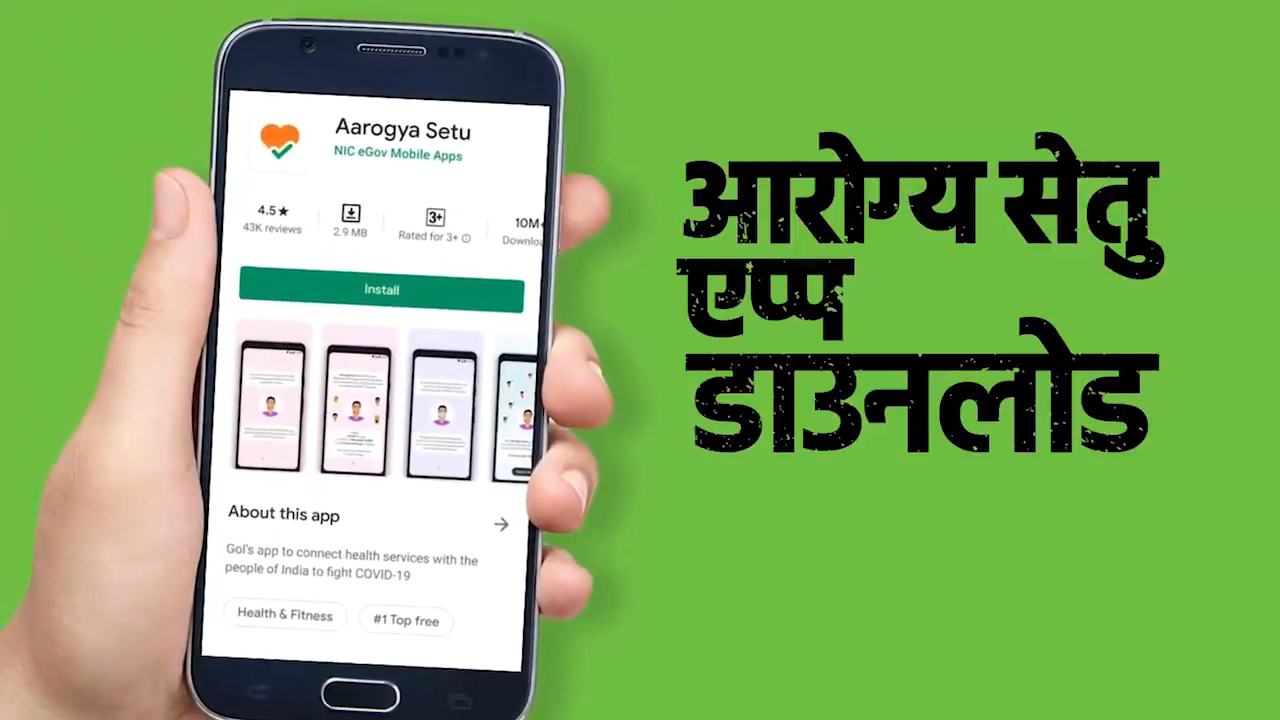 Aarogya Setu
NIC eGov Mobile Apps
4.5★
43K reviews
2.9 MB
3+
Rated for 3+
10M+
Install
About this app
GoI's app to connect health services with the
people of India to fight COVID-19
Health & Fitness
#1 Top free
आरोग्य सेतु
एप्प
डाउनलोड